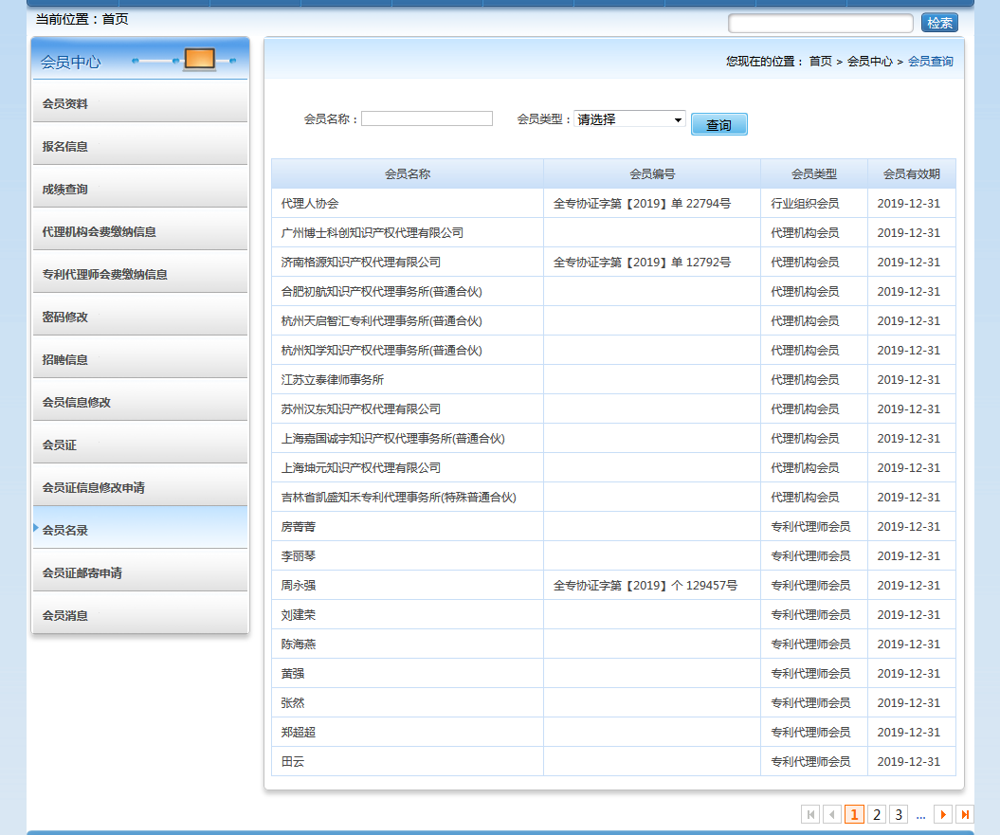 当前位置：首页
检索
会员中心
会员资料
报名信息
成绩查询
代理机构会费缴纳信息
专利代理师会费缴纳信息
密码修改
招聘信息
会员信息修改
会员证
会员证信息修改申请
会员名录
会员证邮寄申请
会员消息
您现在的位置： 首页 > 会员中心 > 会员查询
会员名称： 会员类型：请选择 查询
会员名称 会员编号 会员类型 会员有效期
代理人协会 全专协证字第【2019】单 22794号 行业组织会员 2019-12-31
广州博士科创知识产权代理有限公司 代理机构会员 2019-12-31
济南格源知识产权代理有限公司 全专协证字第【2019】单 12792号 代理机构会员 2019-12-31
合肥初航知识产权代理事务所(普通合伙) 代理机构会员 2019-12-31
杭州天启智汇专利代理事务所(普通合伙) 代理机构会员 2019-12-31
杭州知学知识产权代理事务所(普通合伙) 代理机构会员 2019-12-31
江苏立泰律师事务所 代理机构会员 2019-12-31
苏州汉东知识产权代理有限公司 代理机构会员 2019-12-31
上海嘉国诚宇知识产权代理事务所(普通合伙) 代理机构会员 2019-12-31
上海坤元知识产权代理有限公司 代理机构会员 2019-12-31
吉林省凯盛知禾专利代理事务所(特殊普通合伙) 代理机构会员 2019-12-31
房菁菁 专利代理师会员 2019-12-31
李丽琴 专利代理师会员 2019-12-31
周永强 全专协证字第【2019】个 129457号 专利代理师会员 2019-12-31
刘建荣 专利代理师会员 2019-12-31
陈海燕 专利代理师会员 2019-12-31
黄强 专利代理师会员 2019-12-31
张然 专利代理师会员 2019-12-31
郑超超 专利代理师会员 2019-12-31
田云 专利代理师会员 2019-12-31
1 2 3 ...